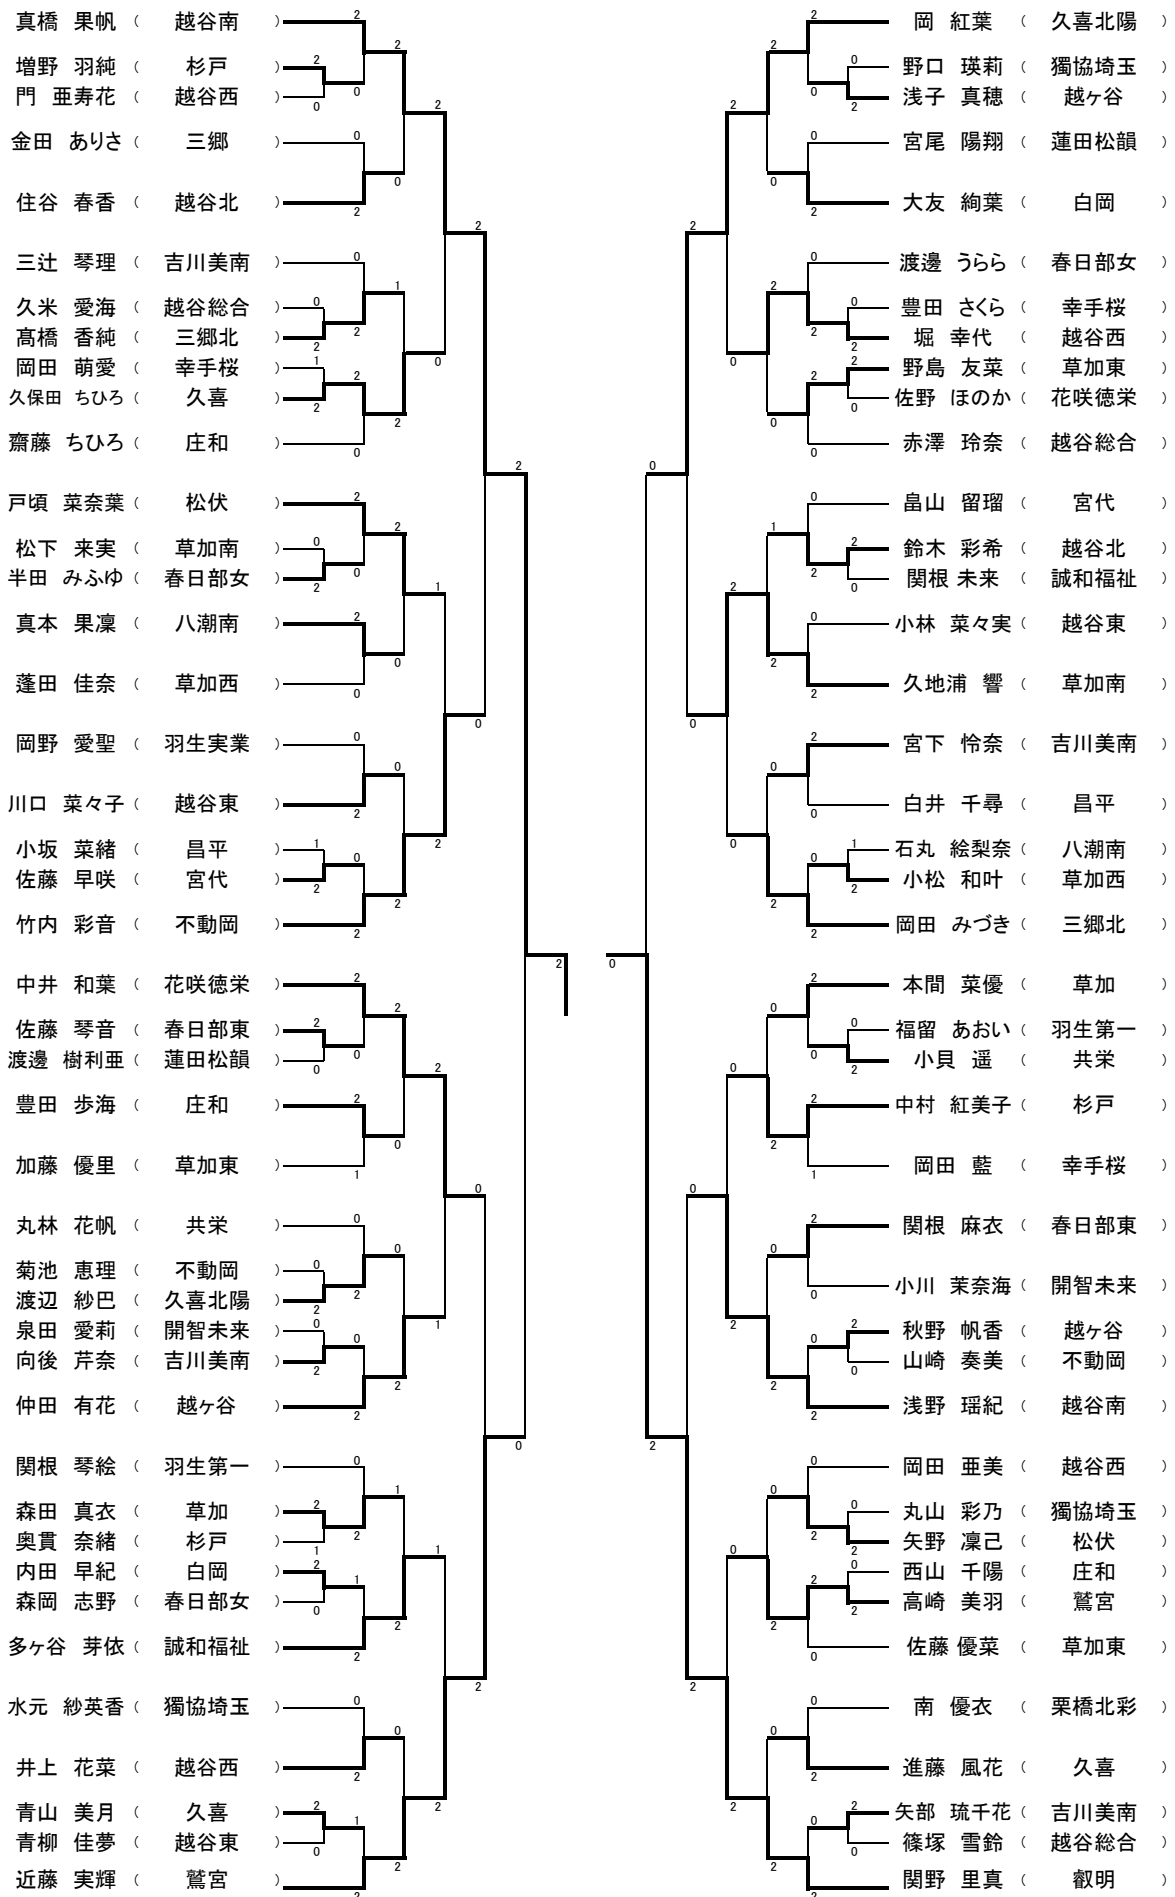 真橋 果帆 ( 越谷南 )
増野 羽純 ( 杉戸 )
門 亜寿花 ( 越谷西 )
金田 ありさ ( 三郷 )
住谷 春香 ( 越谷北 )
三辻 琴理 ( 吉川美南 )
久米 愛海 ( 越谷総合 )
髙橋 香純 ( 三郷北 )
岡田 萌愛 ( 幸手桜 )
久保田 ちひろ ( 久喜 )
齋藤 ちひろ ( 庄和 )
戸頃 菜奈葉 ( 松伏 )
松下 来実 ( 草加南 )
半田 みふゆ ( 春日部女 )
真本 果凜 ( 八潮南 )
蓬田 佳奈 ( 草加西 )
岡野 愛聖 ( 羽生実業 )
川口 菜々子 ( 越谷東 )
小坂 菜緒 ( 昌平 )
佐藤 早咲 ( 宮代 )
竹内 彩音 ( 不動岡 )
中井 和葉 ( 花咲徳栄 )
佐藤 琴音 ( 春日部東 )
渡邊 樹利亜 ( 蓮田松韻 )
豊田 歩海 ( 庄和 )
加藤 優里 ( 草加東 )
丸林 花帆 ( 共栄 )
菊池 恵理 ( 不動岡 )
渡辺 紗巴 ( 久喜北陽 )
泉田 愛莉 ( 開智未来 )
向後 芹奈 ( 吉川美南 )
仲田 有花 ( 越ヶ谷 )
関根 琴絵 ( 羽生第一 )
森田 真衣 ( 草加 )
奥貫 奈緒 ( 杉戸 )
内田 早紀 ( 白岡 )
森岡 志野 ( 春日部女 )
多ヶ谷 芽依 ( 誠和福祉 )
水元 紗英香 ( 獨協埼玉 )
井上 花菜 ( 越谷西 )
青山 美月 ( 久喜 )
青柳 佳夢 ( 越谷東 )
近藤 実輝 ( 鷲宮 )
岡 紅葉 ( 久喜北陽 )
野口 瑛莉 ( 獨協埼玉 )
浅子 真穂 ( 越ヶ谷 )
宮尾 陽翔 ( 蓮田松韻 )
大友 絢葉 ( 白岡 )
渡邊 うらら ( 春日部女 )
豊田 さくら ( 幸手桜 )
堀 幸代 ( 越谷西 )
野島 友菜 ( 草加東 )
佐野 ほのか ( 花咲徳栄 )
赤澤 玲奈 ( 越谷総合 )
畠山 留瑠 ( 宮代 )
鈴木 彩希 ( 越谷北 )
関根 未来 ( 誠和福祉 )
小林 菜々実 ( 越谷東 )
久地浦 響 ( 草加南 )
宮下 怜奈 ( 吉川美南 )
白井 千尋 ( 昌平 )
石丸 絵梨奈 ( 八潮南 )
小松 和叶 ( 草加西 )
岡田 みづき ( 三郷北 )
本間 菜優 ( 草加 )
福留 あおい ( 羽生第一 )
小貝 遥 ( 共栄 )
中村 紅美子 ( 杉戸 )
岡田 藍 ( 幸手桜 )
関根 麻衣 ( 春日部東 )
小川 茉奈海 ( 開智未来 )
秋野 帆香 ( 越ヶ谷 )
山崎 奏美 ( 不動岡 )
浅野 瑶紀 ( 越谷南 )
岡田 亜美 ( 越谷西 )
丸山 彩乃 ( 獨協埼玉 )
矢野 凜己 ( 松伏 )
西山 千陽 ( 庄和 )
高崎 美羽 ( 鷲宮 )
佐藤 優菜 ( 草加東 )
南 優衣 ( 栗橋北彩 )
進藤 風花 ( 久喜 )
矢部 琉千花 ( 吉川美南 )
篠塚 雪鈴 ( 越谷総合 )
関野 里真 ( 叡明 )